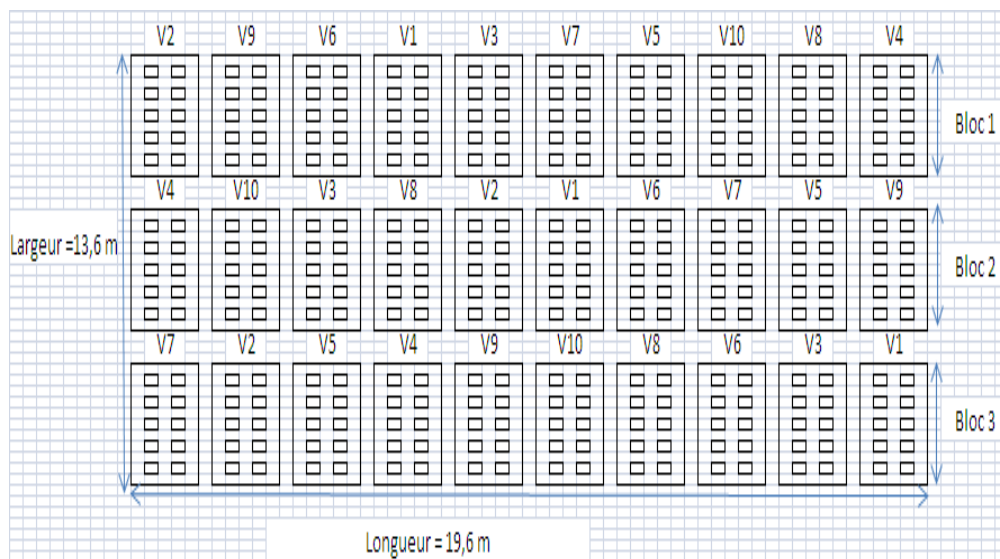 V2 V9 V6 V1 V3 V7 V5 V10 V8 V4
Bloc 1
V4 V10 V3 V8 V2 V1 V6 V7 V5 V9
Largeur =13,6 m
Bloc 2
V7 V2 V5 V4 V9 V10 V8 V6 V3 V1
Bloc 3
Longueur = 19,6 m